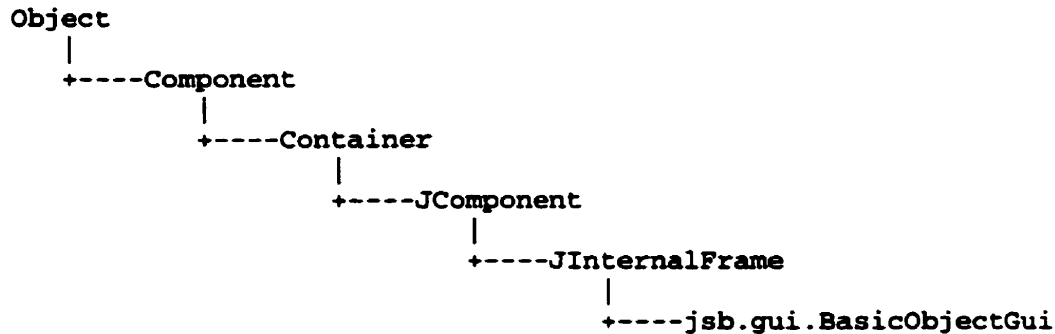 Object
   |
   +----Component
           |
           +----Container
                   |
                   +----JComponent
                           |
                           +----JInternalFrame
                                   |
                                   +----jsb.gui.BasicObjectGui